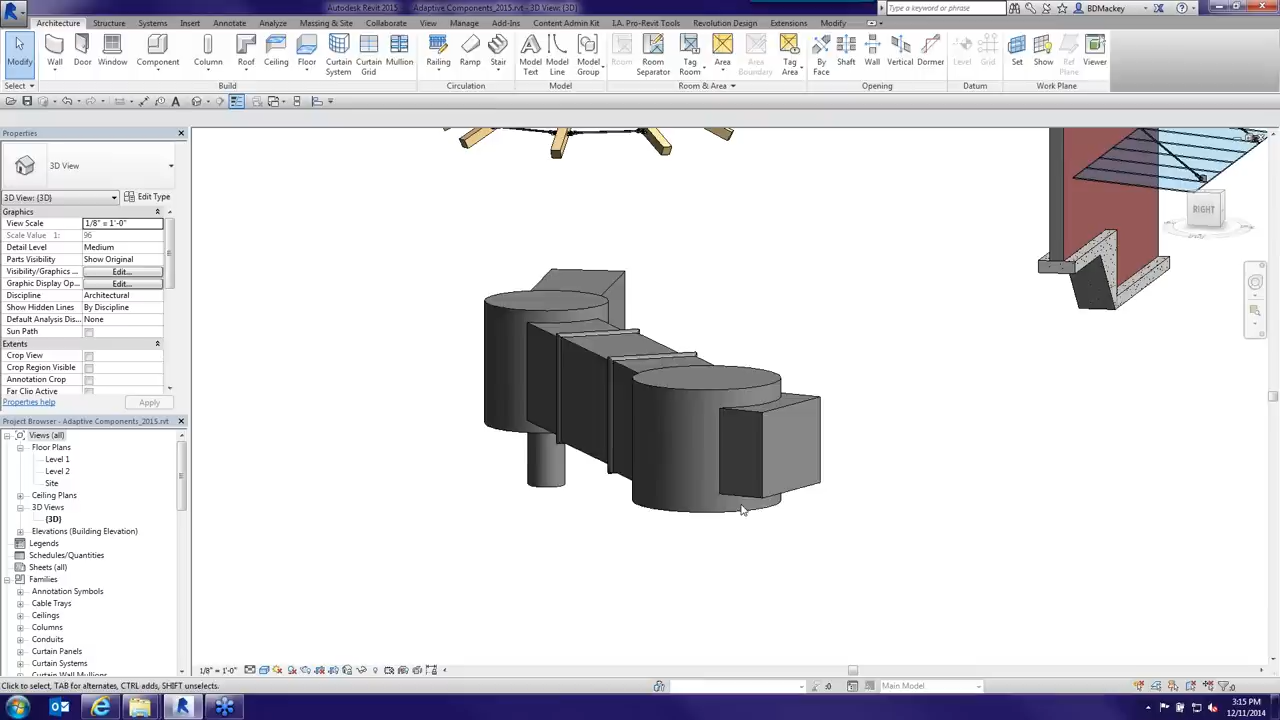 Autodesk Revit 2015 - Adaptive Components_2015.rvt - 3D View: {3D}
Type a keyword or phrase
BDMackey
Architecture Structure Systems Insert Annotate Analyze Massing & Site Collaborate View Manage Add-Ins Content Admin Kit I.A. Pro-Revit Tools Revolution Design Extensions Modify
Modify Wall Door Window Component Column Roof Ceiling Floor Curtain System Curtain Grid Mullion Railing Ramp Stair Model Text Model Line Model Group Room Room Separator Tag Room Area Area Boundary Tag Area By Face Shaft Wall Vertical Dormer Level Grid Set Show Ref Plane Viewer
Select Build Circulation Model Room & Area Opening Datum Work Plane
Properties
3D View
3D View: {3D} Edit Type
Graphics
View Scale 1/8" = 1'-0"
Scale Value 1: 96
Detail Level Medium
Parts Visibility Show Original
Visibility/Graphics ... Edit...
Graphic Display Op... Edit...
Discipline Architectural
Show Hidden Lines By Discipline
Default Analysis Dis... None
Sun Path
Extents
Crop View
Crop Region Visible
Annotation Crop
Far Clip Active
Properties help Apply
Project Browser - Adaptive Components_2015.rvt
Views (all)
Floor Plans
Level 1
Level 2
Site
Ceiling Plans
3D Views
{3D}
Elevations (Building Elevation)
Legends
Schedules/Quantities
Sheets (all)
Families
Annotation Symbols
Cable Trays
Ceilings
Columns
Conduits
Curtain Panels
Curtain Systems
Curtain Wall Mullions
RIGHT
1/8" = 1'-0"
Click to select, TAB for alternates, CTRL adds, SHIFT unselects.
:0
Main Model
:0
3:15 PM
12/11/2014